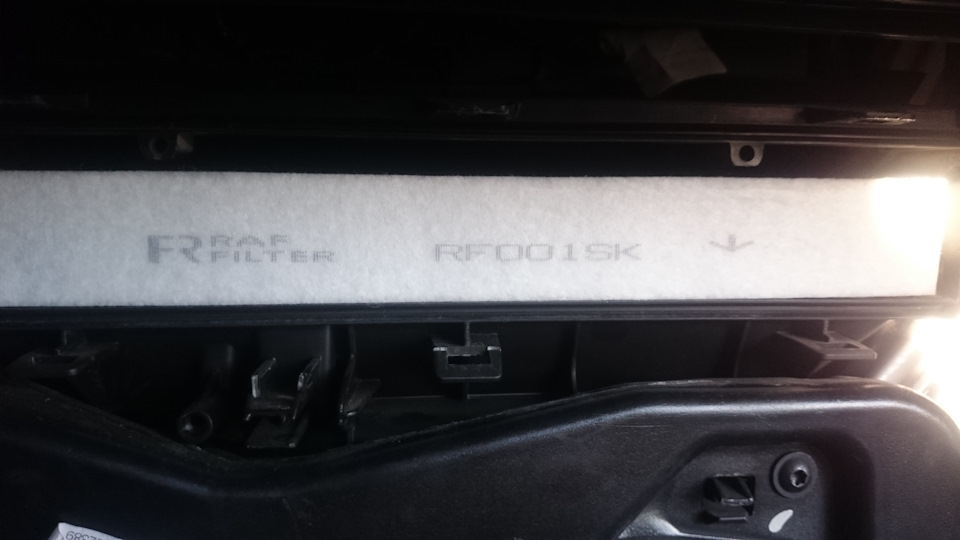 RAF
FILTER
RF001SK